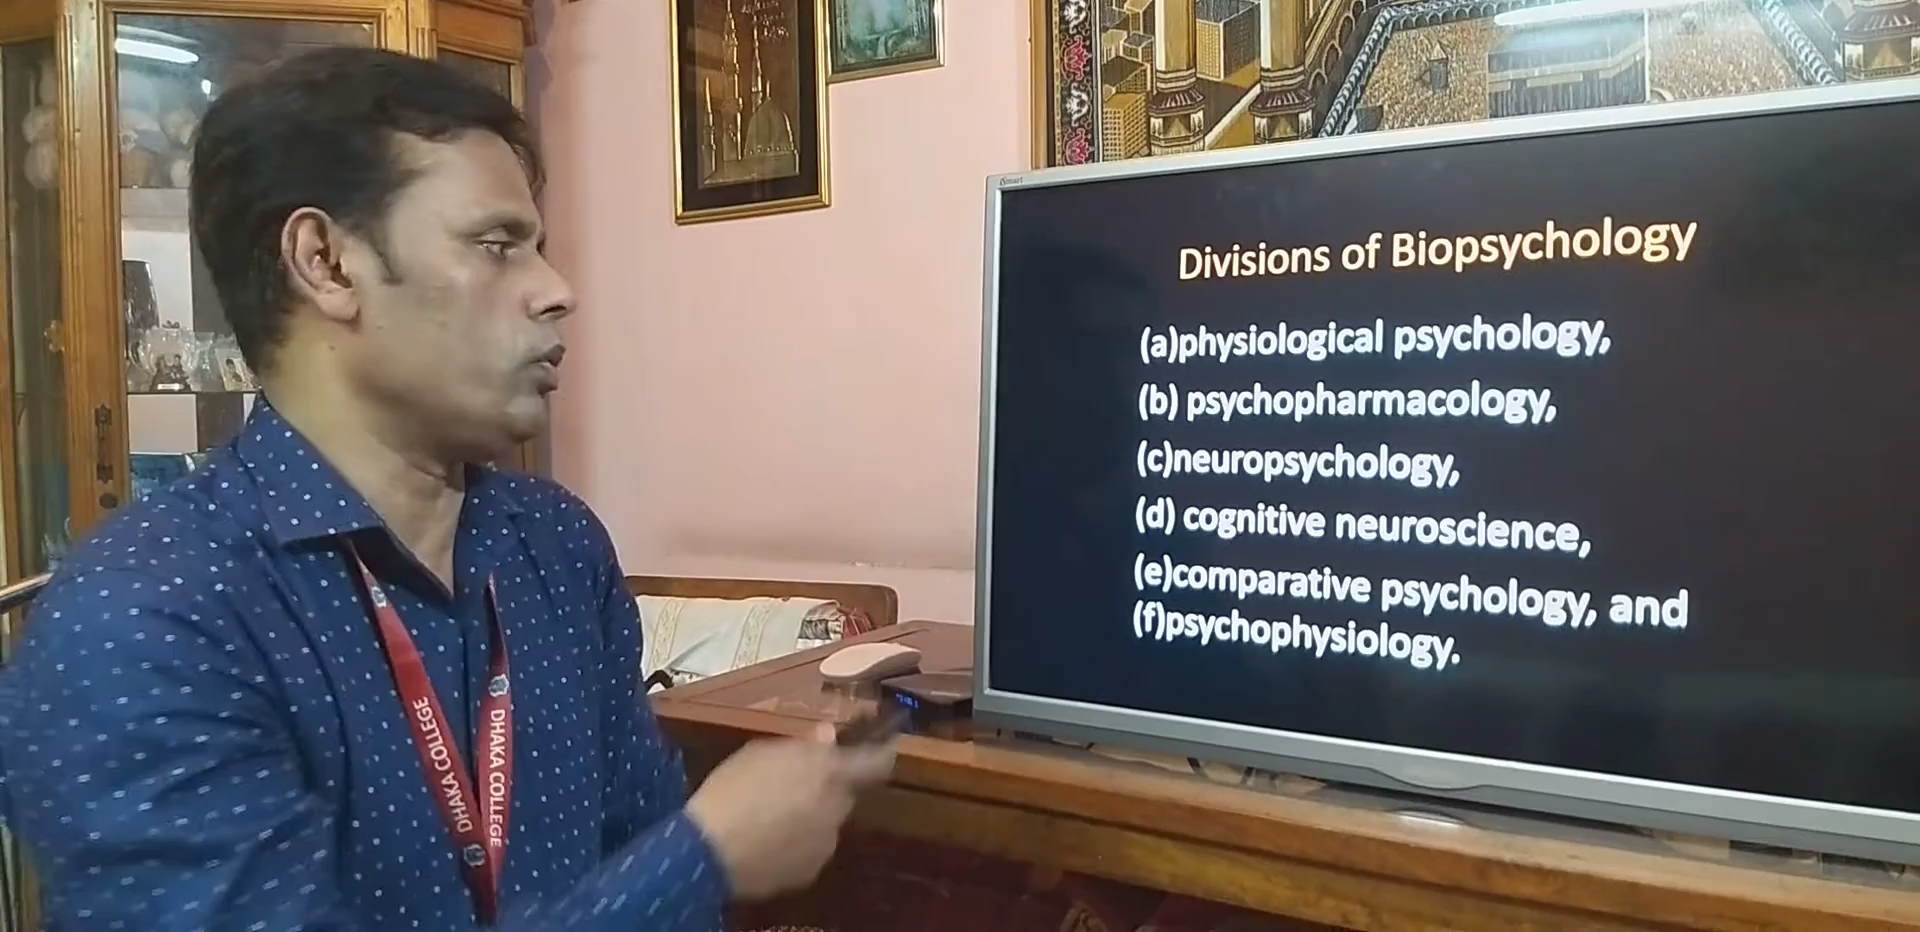 Divisions of Biopsychology
(a)physiological psychology,
(b) psychopharmacology,
(c)neuropsychology,
(d) cognitive neuroscience,
(e)comparative psychology, and
(f)psychophysiology.
DHAKA COLLEGE
DHAKA COLLEGE